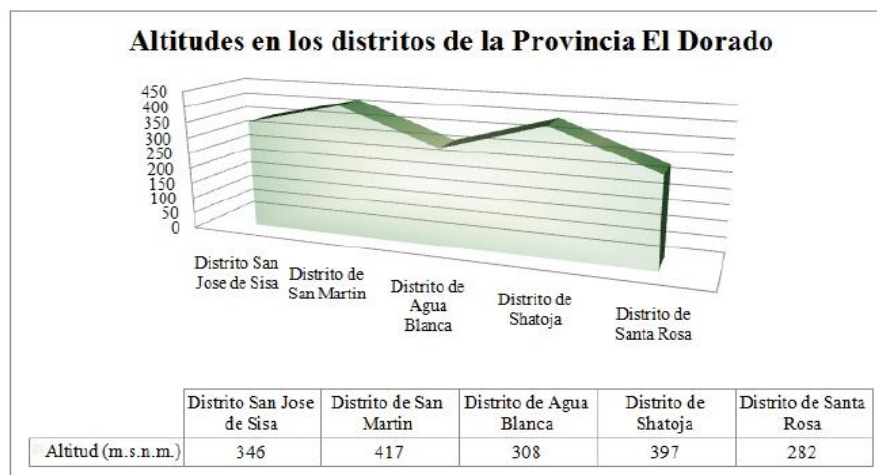 Altitudes en los distritos de la Provincia El Dorado
450
400
350
300
250
200
150
100
50
0
Distrito San
Jose de Sisa
Distrito de
San Martin
Distrito de
Agua
Blanca
Distrito de
Shatoja
Distrito de
Santa Rosa
Distrito San Jose
de Sisa
Distrito de San
Martin
Distrito de Agua
Blanca
Distrito de
Shatoja
Distrito de Santa
Rosa
Altitud (m.s.n.m.) 346 417 308 397 282